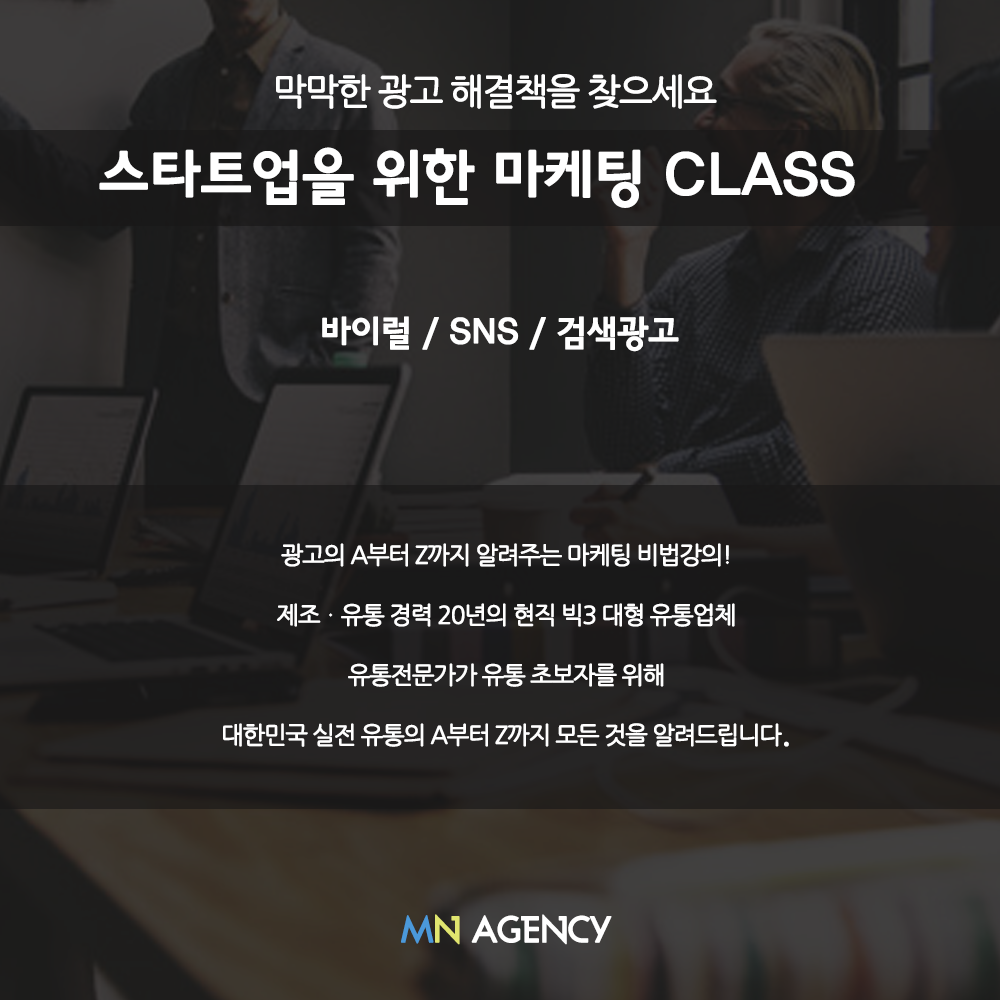 막막한 광고 해결책을 찾으세요
스타트업을 위한 마케팅 CLASS
바이럴 / SNS / 검색광고
광고의 A부터 Z까지 알려주는 마케팅 비법강의!
제조 · 유통 경력 20년의 현직 빅3 대형 유통업체
유통전문가가 유통 초보자를 위해
대한민국 실전 유통의 A부터 Z까지 모든 것을 알려드립니다.
MN AGENCY